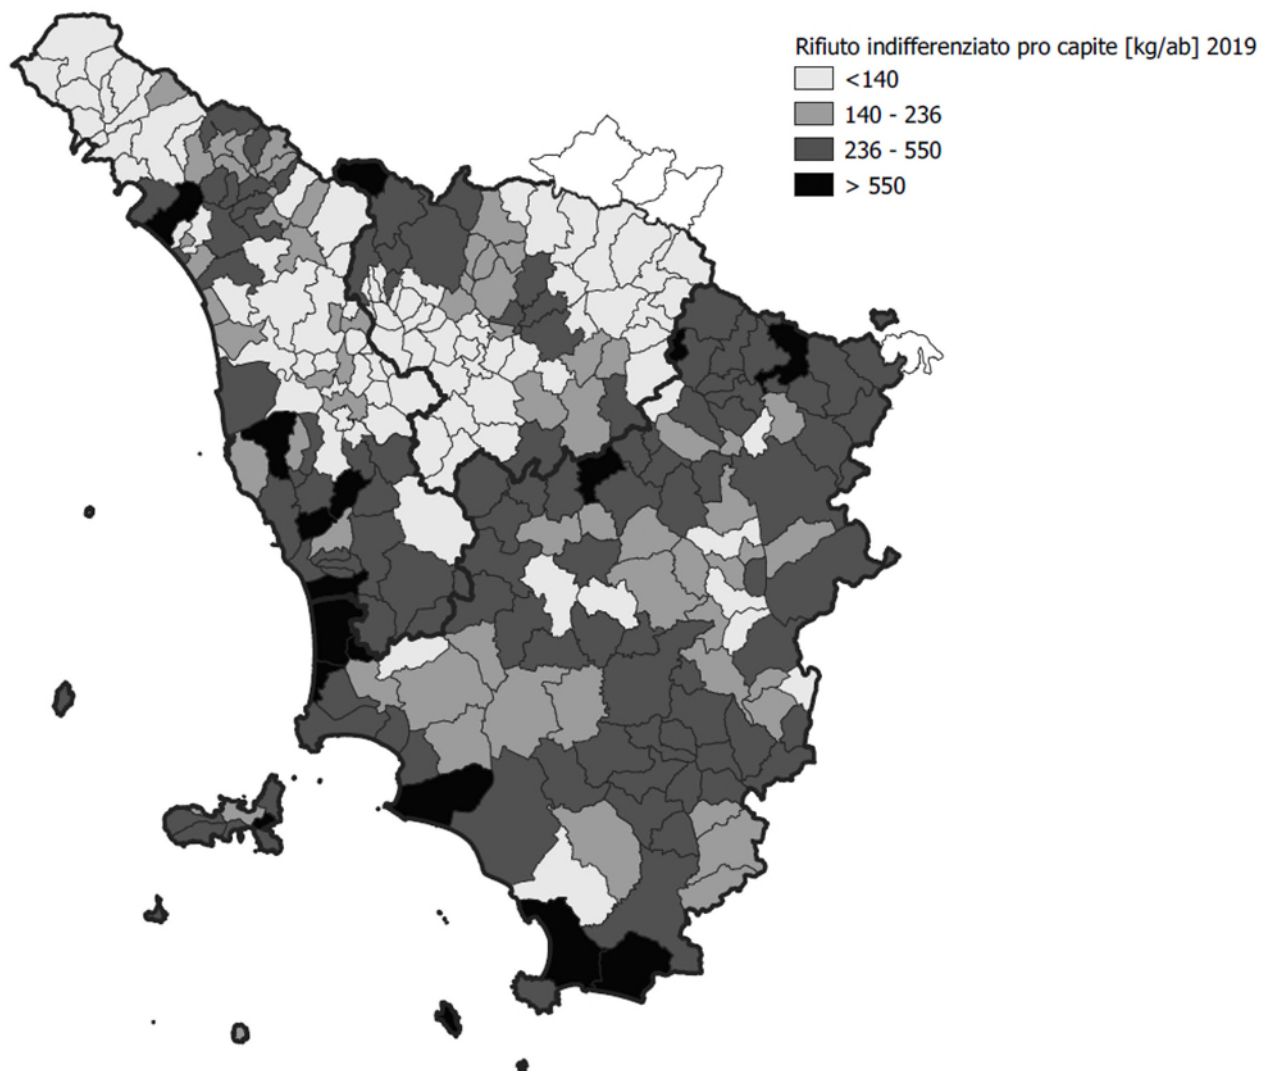 Rifiuto indifferenziato pro capite [kg/ab] 2019
<140
140 - 236
236 - 550
> 550